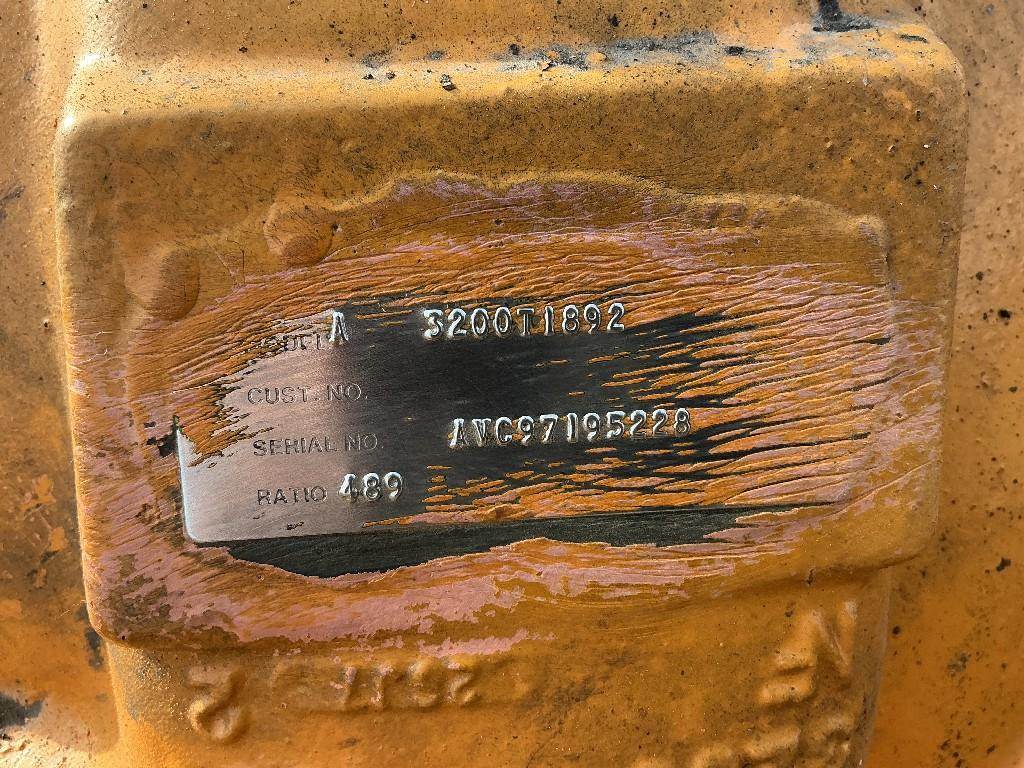 A 3200T1892
CUST. NO.
SERIAL NO. AVC97195228
RATIO 489